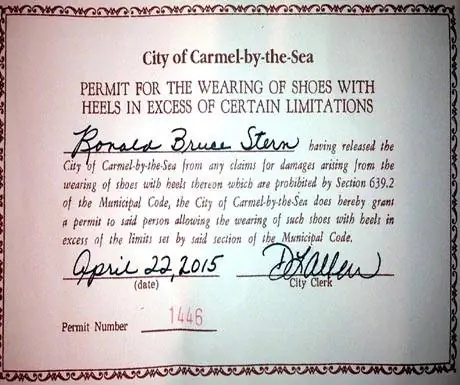 City of Carmel-by-the-Sea
PERMIT FOR THE WEARING OF SHOES WITH
HEELS IN EXCESS OF CERTAIN LIMITATIONS
Ronald Bruce Stern having released the
City of Carmel-by-the-Sea from any claims for damages arising from the
wearing of shoes with heels thereon which are prohibited by Section 639.2
of the Municipal Code, the City of Carmel-by-the-Sea does hereby grant
a permit to said person allowing the wearing of such shoes with heels in
excess of the limits set by said section of the Municipal Code.
April 22, 2015 DLAllen
(date) City Clerk
Permit Number 1446